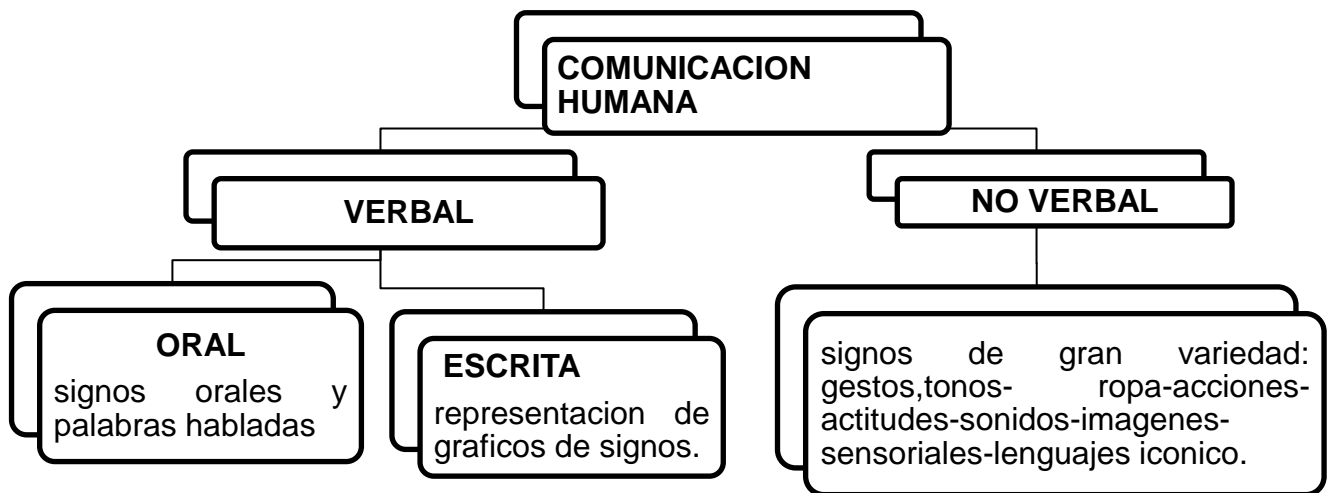 COMUNICACION
HUMANA
VERBAL
NO VERBAL
ORAL
signos orales y
palabras habladas
ESCRITA
representacion de
graficos de signos.
signos de gran variedad:
gestos,tonos- ropa-acciones-
actitudes-sonidos-imagenes-
sensoriales-lenguajes iconico.